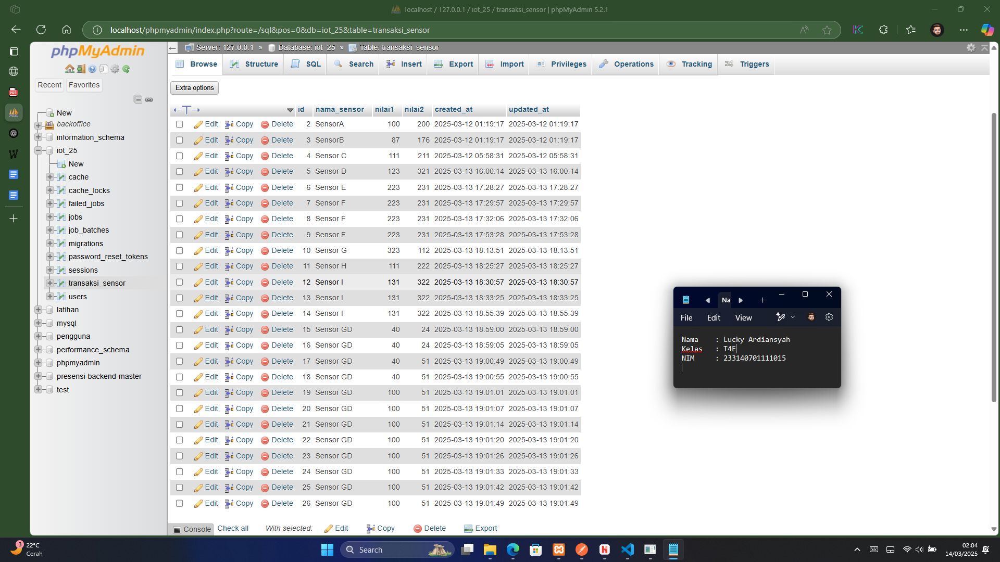 localhost / 127.0.0.1 / iot_25 / transaksi_sensor | phpMyAdmin 5.2.1
localhost/phpmyadmin/index.php?route=/sql&pos=0&db=iot_25&table=transaksi_sensor
phpMyAdmin
Recent Favorites
New
backoffice
information_schema
iot_25
New
cache
cache_locks
failed_jobs
jobs
job_batches
migrations
password_reset_tokens
sessions
transaksi_sensor
users
latihan
mysql
pengguna
performance_schema
phpmyadmin
presensi-backend-master
test
Server: 127.0.0.1 » Database: iot_25 » Table: transaksi_sensor
Browse Structure SQL Search Insert Export Import Privileges Operations Tracking Triggers
Extra options
id nama_sensor nilai1 nilai2 created_at updated_at
Edit Copy Delete 2 SensorA 100 200 2025-03-12 01:19:17 2025-03-12 01:19:17
Edit Copy Delete 3 SensorB 87 176 2025-03-12 01:19:17 2025-03-12 01:19:17
Edit Copy Delete 4 Sensor C 111 211 2025-03-12 05:58:31 2025-03-12 05:58:31
Edit Copy Delete 5 Sensor D 123 321 2025-03-13 16:00:14 2025-03-13 16:00:14
Edit Copy Delete 6 Sensor E 223 231 2025-03-13 17:28:27 2025-03-13 17:28:27
Edit Copy Delete 7 Sensor F 223 231 2025-03-13 17:29:57 2025-03-13 17:29:57
Edit Copy Delete 8 Sensor F 223 231 2025-03-13 17:32:06 2025-03-13 17:32:06
Edit Copy Delete 9 Sensor F 223 231 2025-03-13 17:53:28 2025-03-13 17:53:28
Edit Copy Delete 10 Sensor G 323 112 2025-03-13 18:13:51 2025-03-13 18:13:51
Edit Copy Delete 11 Sensor H 111 222 2025-03-13 18:25:27 2025-03-13 18:25:27
Edit Copy Delete 12 Sensor I 131 322 2025-03-13 18:30:57 2025-03-13 18:30:57
Edit Copy Delete 13 Sensor I 131 322 2025-03-13 18:33:25 2025-03-13 18:33:25
Edit Copy Delete 14 Sensor I 131 322 2025-03-13 18:55:39 2025-03-13 18:55:39
Edit Copy Delete 15 Sensor GD 40 24 2025-03-13 18:59:00 2025-03-13 18:59:00
Edit Copy Delete 16 Sensor GD 40 24 2025-03-13 18:59:05 2025-03-13 18:59:05
Edit Copy Delete 17 Sensor GD 40 51 2025-03-13 19:00:49 2025-03-13 19:00:49
Edit Copy Delete 18 Sensor GD 40 51 2025-03-13 19:00:55 2025-03-13 19:00:55
Edit Copy Delete 19 Sensor GD 100 51 2025-03-13 19:01:01 2025-03-13 19:01:01
Edit Copy Delete 20 Sensor GD 100 51 2025-03-13 19:01:07 2025-03-13 19:01:07
Edit Copy Delete 21 Sensor GD 100 51 2025-03-13 19:01:14 2025-03-13 19:01:14
Edit Copy Delete 22 Sensor GD 100 51 2025-03-13 19:01:20 2025-03-13 19:01:20
Edit Copy Delete 23 Sensor GD 100 51 2025-03-13 19:01:26 2025-03-13 19:01:26
Edit Copy Delete 24 Sensor GD 100 51 2025-03-13 19:01:33 2025-03-13 19:01:33
Edit Copy Delete 25 Sensor GD 100 51 2025-03-13 19:01:42 2025-03-13 19:01:42
Edit Copy Delete 26 Sensor GD 100 51 2025-03-13 19:01:49 2025-03-13 19:01:49
Console Check all With selected: Edit Copy Delete Export
Na
File Edit View
Nama : Lucky Ardiansyah
Kelas : T4E
NIM : 233140701111015
3
22°C
Cerah
Search
02:04
14/03/2025